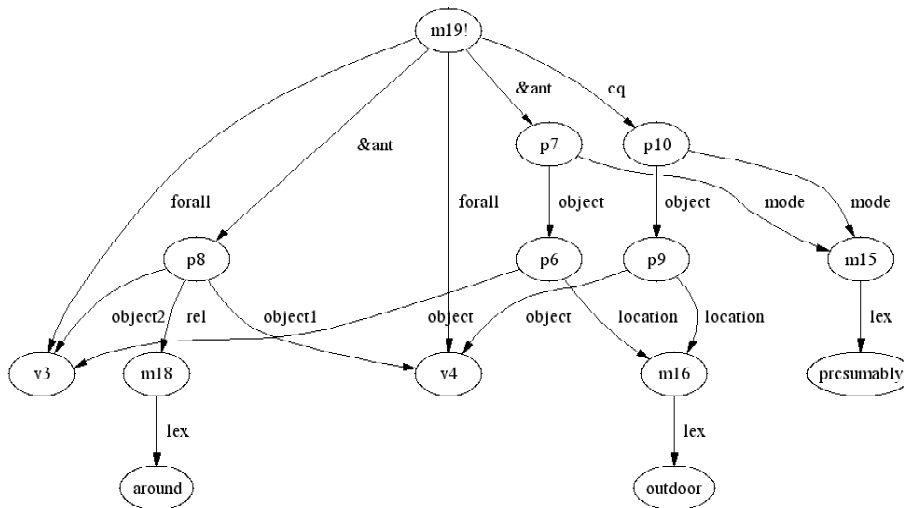 m19!
&ant cq
p7 p10
&ant
forall forall object object mode mode
p8 p6 p9 m15
object2 rel object1 object object location location lex
v3 m18 v4 m16 presumably
lex lex
around outdoor